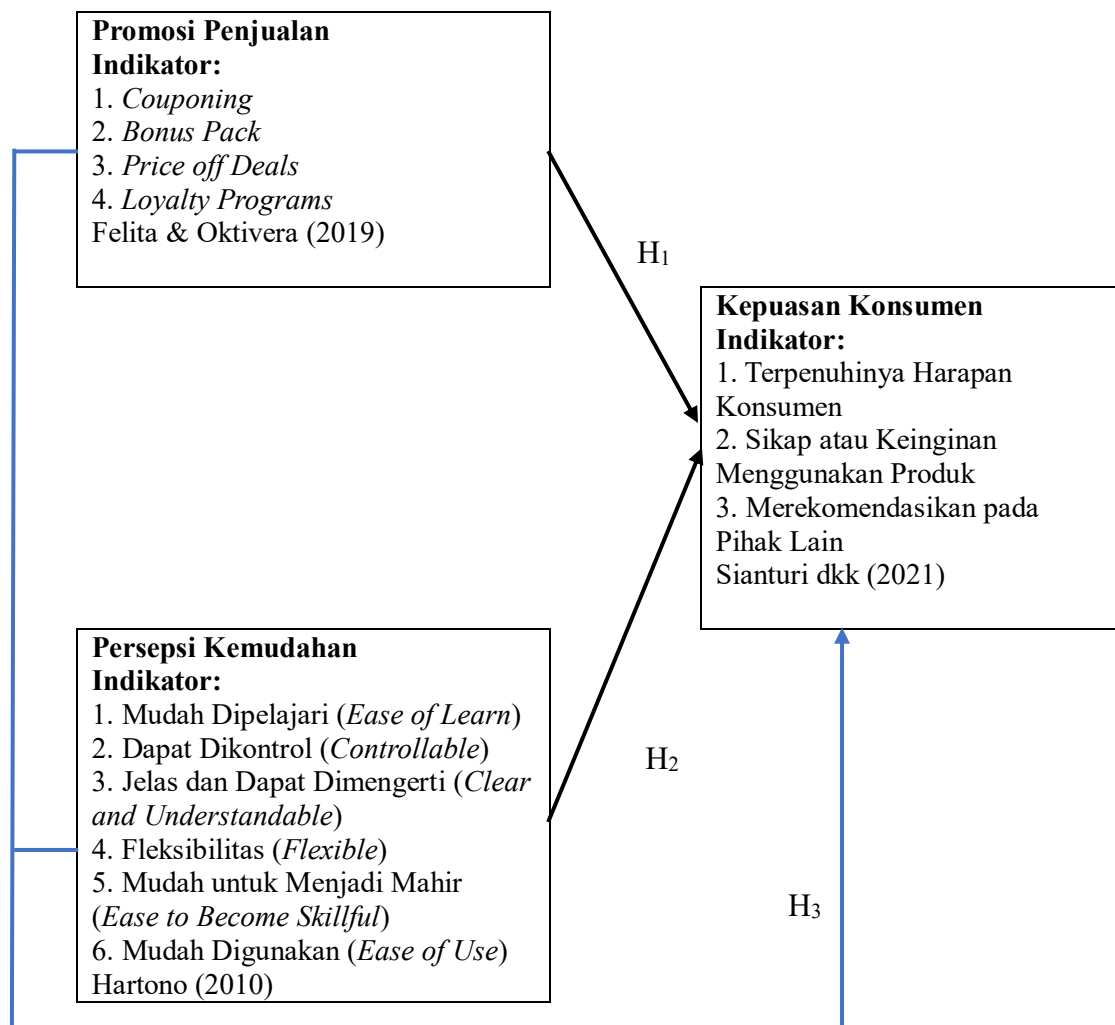 Promosi Penjualan
Indikator:
1. Couponing
2. Bonus Pack
3. Price off Deals
4. Loyalty Programs
Felita & Oktivera (2019)
H₁
Kepuasan Konsumen
Indikator:
1. Terpenuhinya Harapan
Konsumen
2. Sikap atau Keinginan
Menggunakan Produk
3. Merekomendasikan pada
Pihak Lain
Sianturi dkk (2021)
Persepsi Kemudahan
Indikator:
1. Mudah Dipelajari (Ease of Learn)
2. Dapat Dikontrol (Controllable)
3. Jelas dan Dapat Dimengerti (Clear
and Understandable)
4. Fleksibilitas (Flexible)
5. Mudah untuk Menjadi Mahir
(Ease to Become Skillful)
6. Mudah Digunakan (Ease of Use)
Hartono (2010)
H₂
H₃